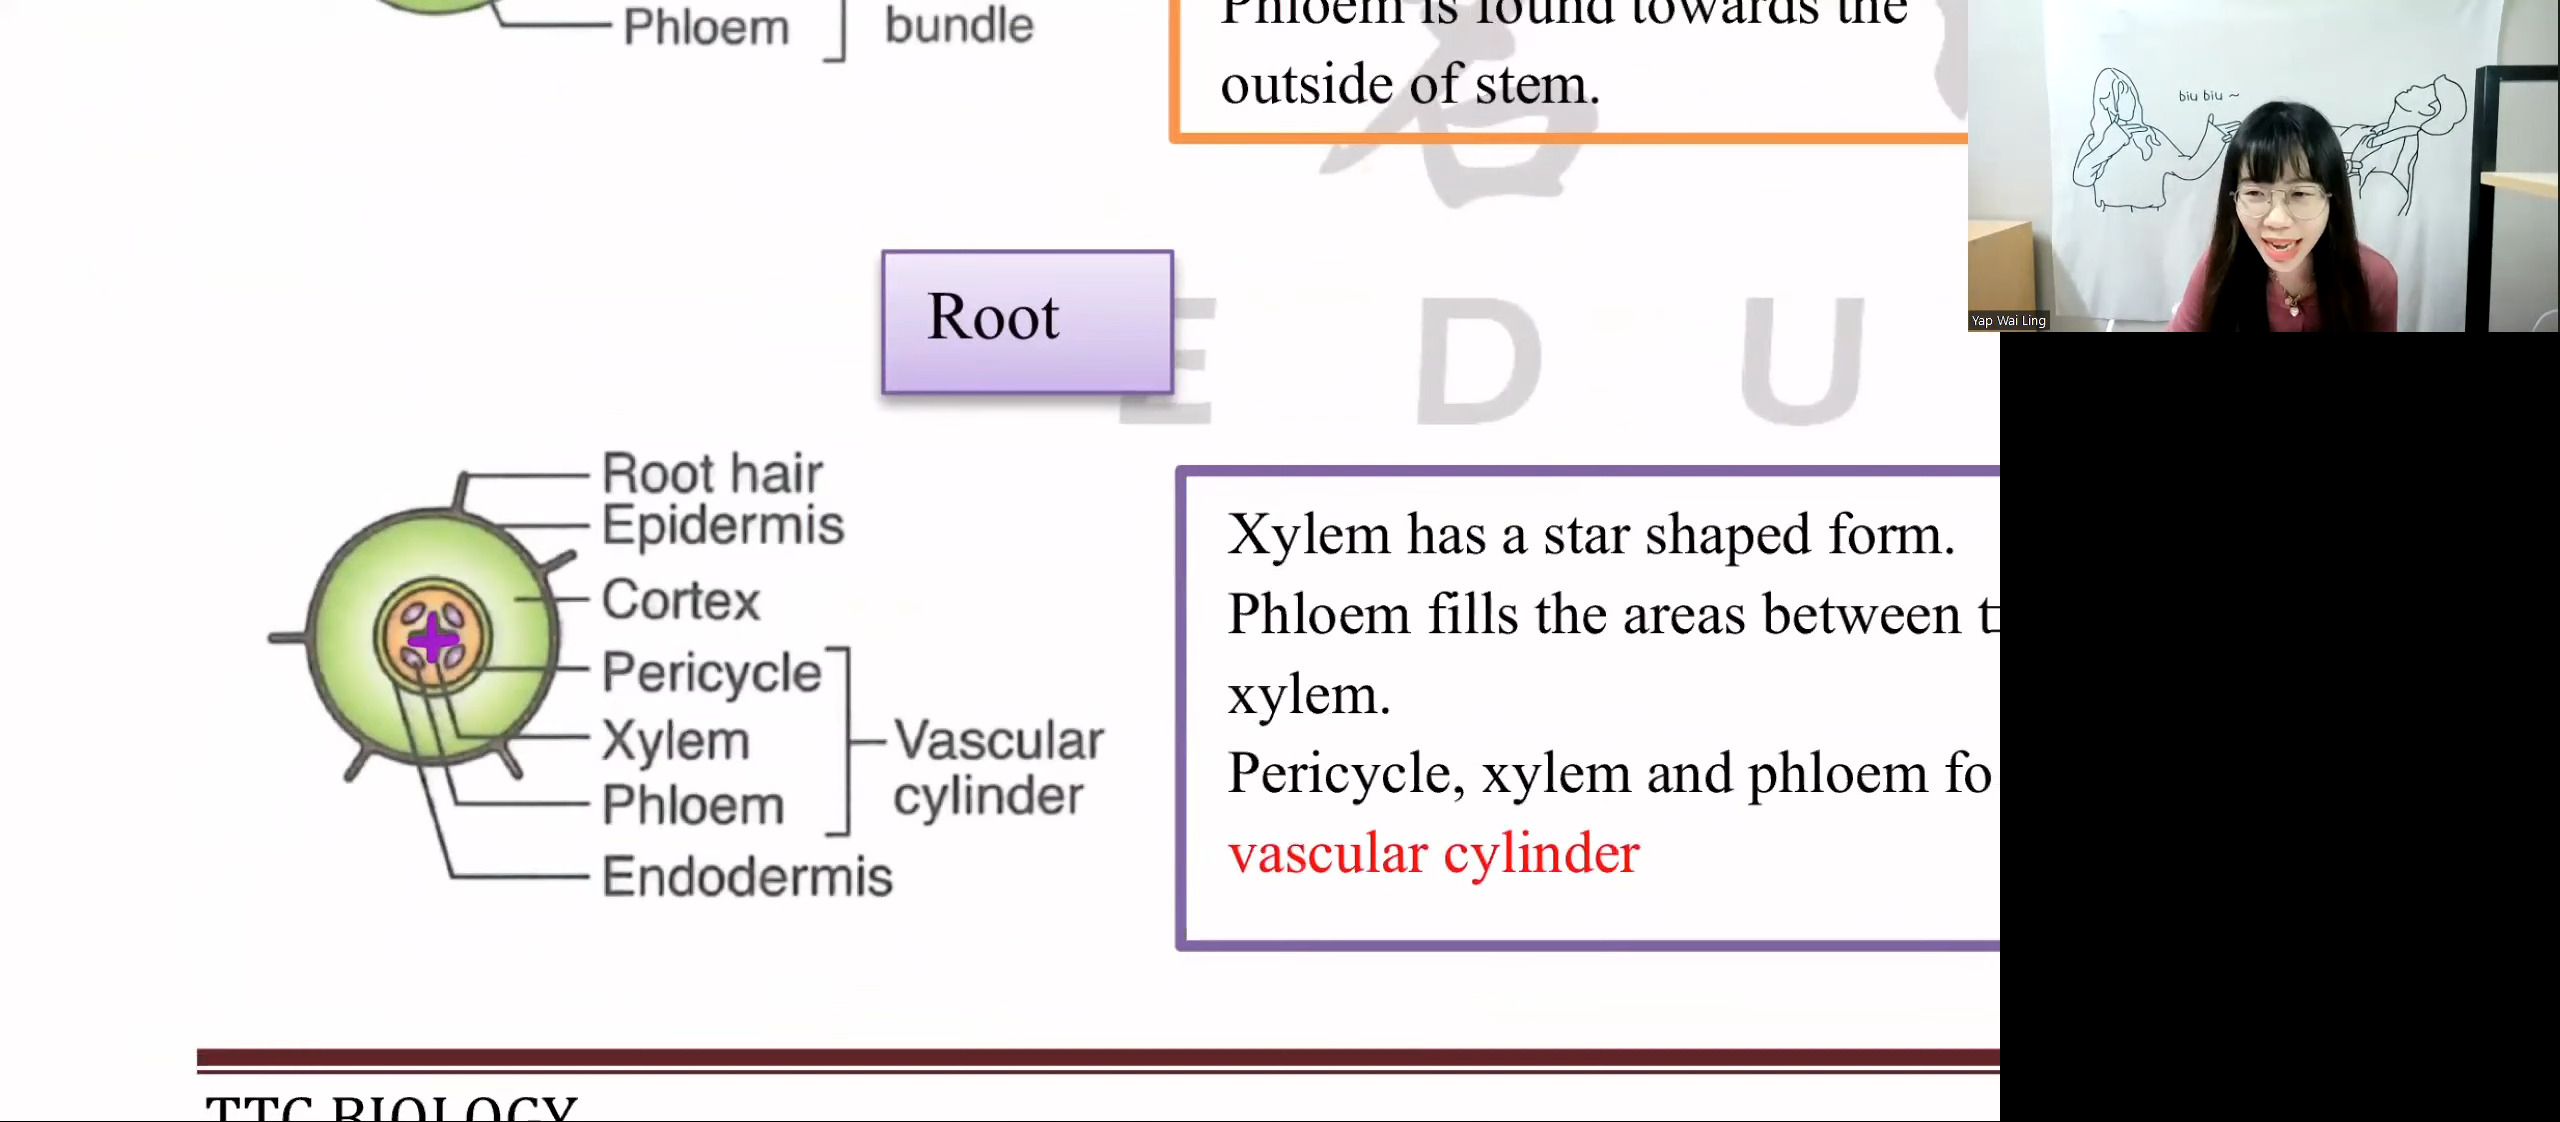 Phloem
bundle
Phloem is found towards the
outside of stem.
biu biu ~
Yap Wai Ling
Root
E D U
Root hair
Epidermis
Cortex
Pericycle
Xylem
Phloem
Endodermis
Vascular
cylinder
Xylem has a star shaped form.
Phloem fills the areas between
xylem.
Pericycle, xylem and phloem fo
vascular cylinder
TTC BIOLOGY